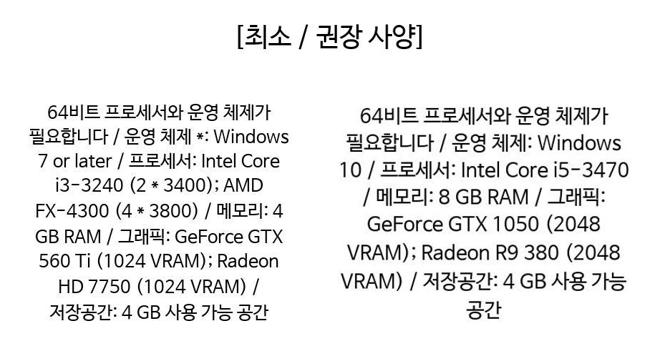 [최소 / 권장 사양]
64비트 프로세서와 운영 체제가
필요합니다 / 운영 체제 *: Windows
7 or later / 프로세서: Intel Core
i3-3240 (2 * 3400); AMD
FX-4300 (4 * 3800) / 메모리: 4
GB RAM / 그래픽: GeForce GTX
560 Ti (1024 VRAM); Radeon
HD 7750 (1024 VRAM) /
저장공간: 4 GB 사용 가능 공간
64비트 프로세서와 운영 체제가
필요합니다 / 운영 체제: Windows
10 / 프로세서: Intel Core i5-3470
/ 메모리: 8 GB RAM / 그래픽:
GeForce GTX 1050 (2048
VRAM); Radeon R9 380 (2048
VRAM) / 저장공간: 4 GB 사용 가능
공간